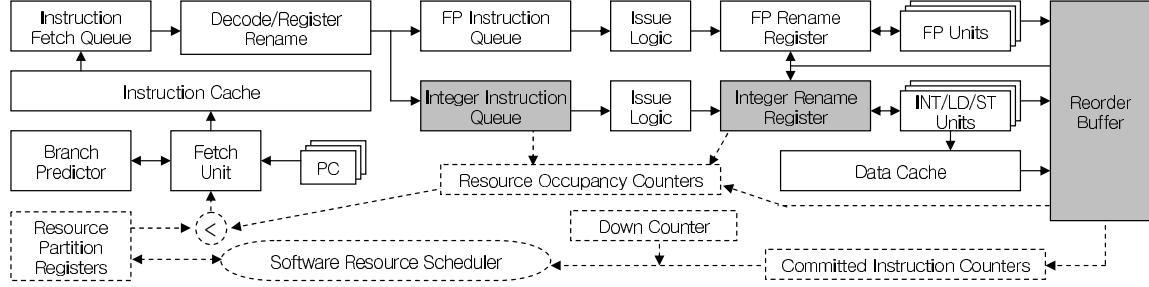 Instruction
Fetch Queue
Decode/Register
Rename
FP Instruction
Queue
Issue
Logic
FP Rename
Register
FP Units
Instruction Cache
Integer Instruction
Queue
Issue
Logic
Integer Rename
Register
INT/LD/ST
Units
Reorder
Buffer
Branch
Predictor
Fetch
Unit
PC
Resource Occupancy Counters
Data Cache
Resource
Partition
Registers
<
Down Counter
Software Resource Scheduler
Committed Instruction Counters